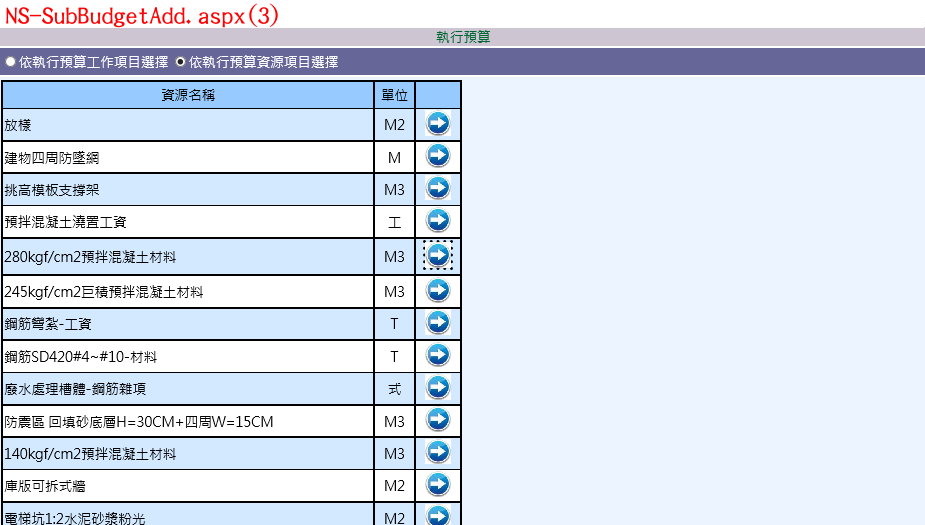 NS-SubBudgetAdd.aspx(3)
執行預算
依執行預算工作項目選擇 依執行預算資源項目選擇
資源名稱 單位
放樣 M2
建物四周防墜網 M
挑高模板支撐架 M3
預拌混凝土澆置工資 工
280kgf/cm2預拌混凝土材料 M3
245kgf/cm2巨積預拌混凝土材料 M3
鋼筋彎紮-工資 T
鋼筋SD420#4~#10-材料 T
廢水處理槽體-鋼筋雜項 式
防震區 回填砂底層H=30CM+四周W=15CM M3
140kgf/cm2預拌混凝土材料 M3
庫版可拆式牆 M2
電梯坑1:2水泥砂漿粉光 M2